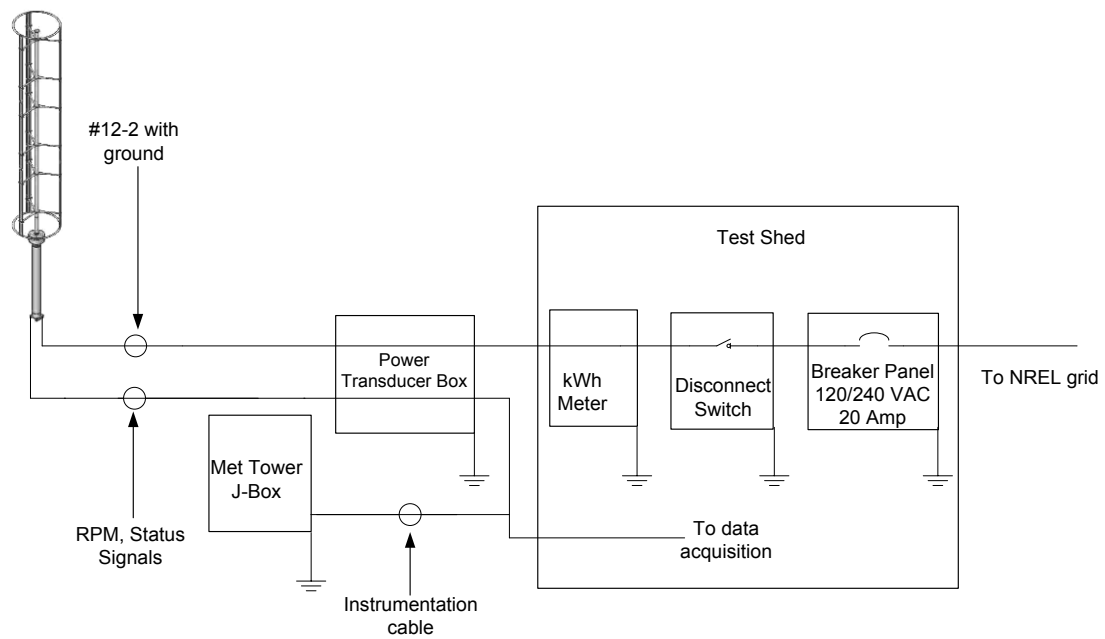 #12-2 with
ground
Test Shed
Power
Transducer Box
kWh
Meter
Disconnect
Switch
Breaker Panel
120/240 VAC
20 Amp
To NREL grid
Met Tower
J-Box
RPM, Status
Signals
To data
acquisition
Instrumentation
cable